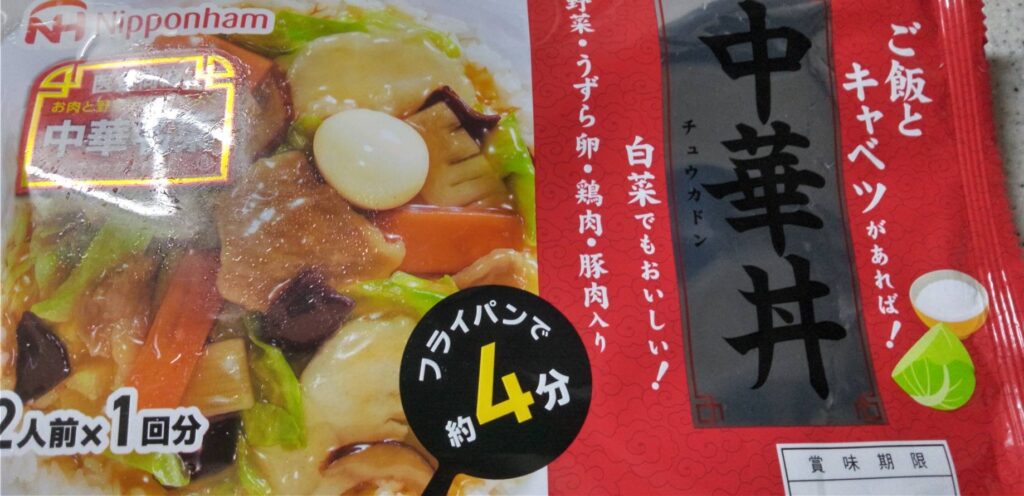 NH Nipponham
お肉と野
中華
2人前×1回分
フライパンで
約4分
野菜・うずら卵・鶏肉・豚肉入り
白菜でもおいしい！
中華丼
チュウカドン
ご飯と
キャベツがあれば！
賞味期限